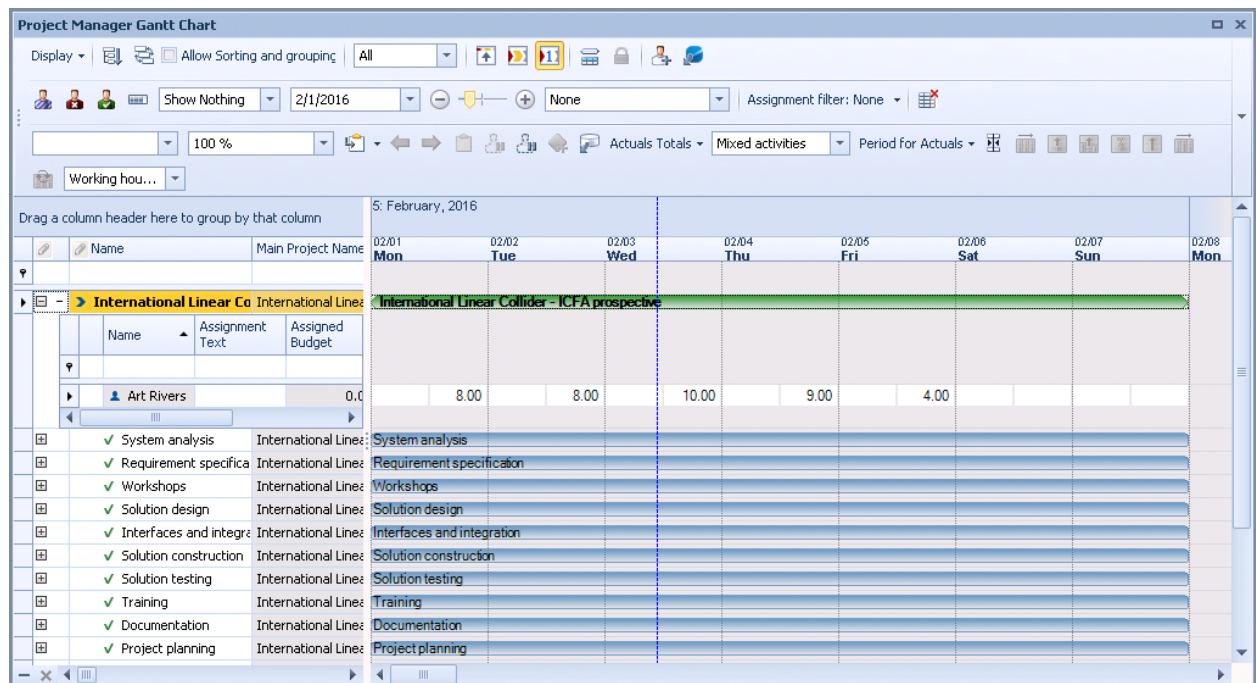 Project Manager Gantt Chart
Display Allow Sorting and grouping All
Show Nothing 2/1/2016 None Assignment filter: None
100 % Actuals Totals Mixed activities Period for Actuals
Working hou...
Drag a column header here to group by that column 5: February, 2016
Name Main Project Name 02/01 Mon 02/02 Tue 02/03 Wed 02/04 Thu 02/05 Fri 02/06 Sat 02/07 Sun 02/08 Mon
International Linear Co International Linea International Linear Collider - ICFA prospective
Name Assignment Text Assigned Budget
Art Rivers 0.0 8.00 8.00 10.00 9.00 4.00
System analysis International Linea System analysis
Requirement specifica International Linea Requirement specification
Workshops International Linea Workshops
Solution design International Linea Solution design
Interfaces and integra International Linea Interfaces and integration
Solution construction International Linea Solution construction
Solution testing International Linea Solution testing
Training International Linea Training
Documentation International Linea Documentation
Project planning International Linea Project planning